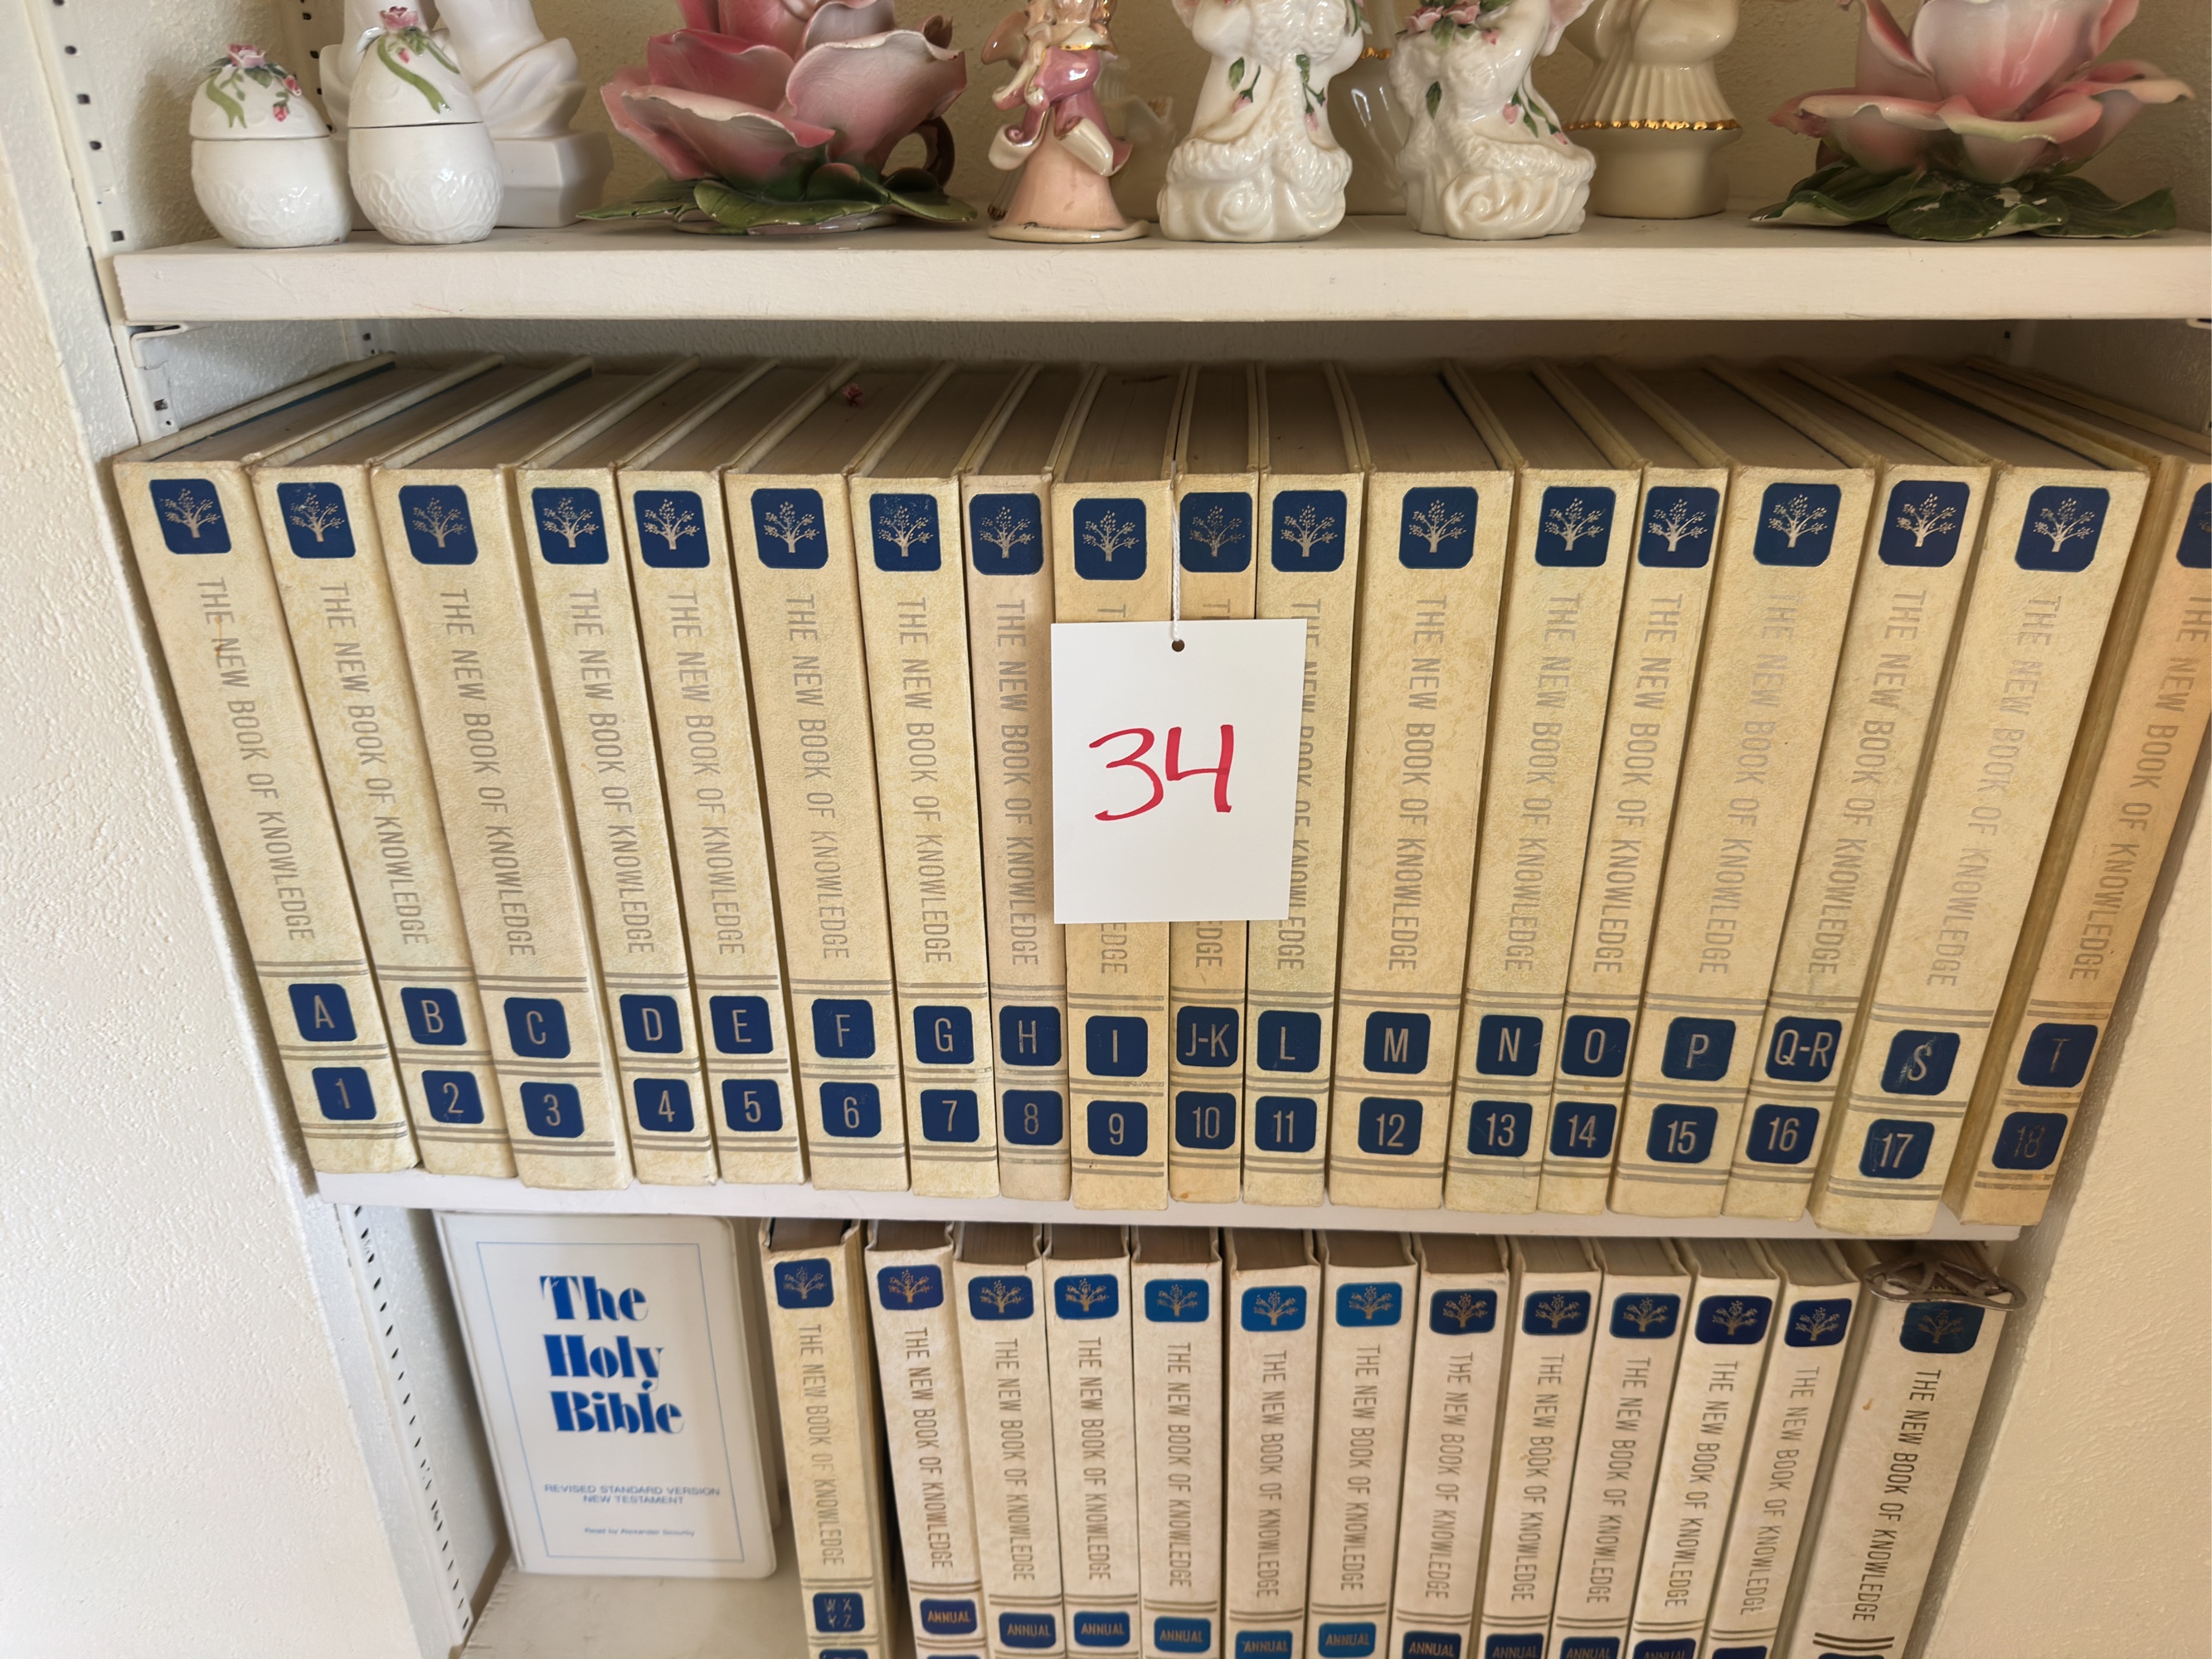 THE NEW BOOK OF KNOWLEDGE
A
1
THE NEW BOOK OF KNOWLEDGE
B
2
THE NEW BOOK OF KNOWLEDGE
C
3
THE NEW BOOK OF KNOWLEDGE
D
4
THE NEW BOOK OF KNOWLEDGE
E
5
THE NEW BOOK OF KNOWLEDGE
F
6
THE NEW BOOK OF KNOWLEDGE
G
7
THE NEW BOOK OF KNOWLEDGE
H
8
34
I
9
J-K
10
THE NEW BOOK OF KNOWLEDGE
L
11
THE NEW BOOK OF KNOWLEDGE
M
12
THE NEW BOOK OF KNOWLEDGE
N
13
THE NEW BOOK OF KNOWLEDGE
O
14
THE NEW BOOK OF KNOWLEDGE
P
15
THE NEW BOOK OF KNOWLEDGE
Q-R
16
THE NEW BOOK OF KNOWLEDGE
S
17
THE NEW BOOK OF KNOWLEDGE
T
18
The
Holy
Bible
REVISED STANDARD VERSION
NEW TESTAMENT
Read by Alexander Scourby
THE NEW BOOK OF KNOWLEDGE
W X
Y Z
THE NEW BOOK OF KNOWLEDGE
ANNUAL
THE NEW BOOK OF KNOWLEDGE
ANNUAL
THE NEW BOOK OF KNOWLEDGE
ANNUAL
THE NEW BOOK OF KNOWLEDGE
ANNUAL
THE NEW BOOK OF KNOWLEDGE
ANNUAL
THE NEW BOOK OF KNOWLEDGE
ANNUAL
THE NEW BOOK OF KNOWLEDGE
ANNUAL
THE NEW BOOK OF KNOWLEDGE
ANNUAL
THE NEW BOOK OF KNOWLEDGE
ANNUAL
THE NEW BOOK OF KNOWLEDGE
ANNUAL
THE NEW BOOK OF KNOWLEDGE
THE NEW BOOK OF KNOWLEDGE